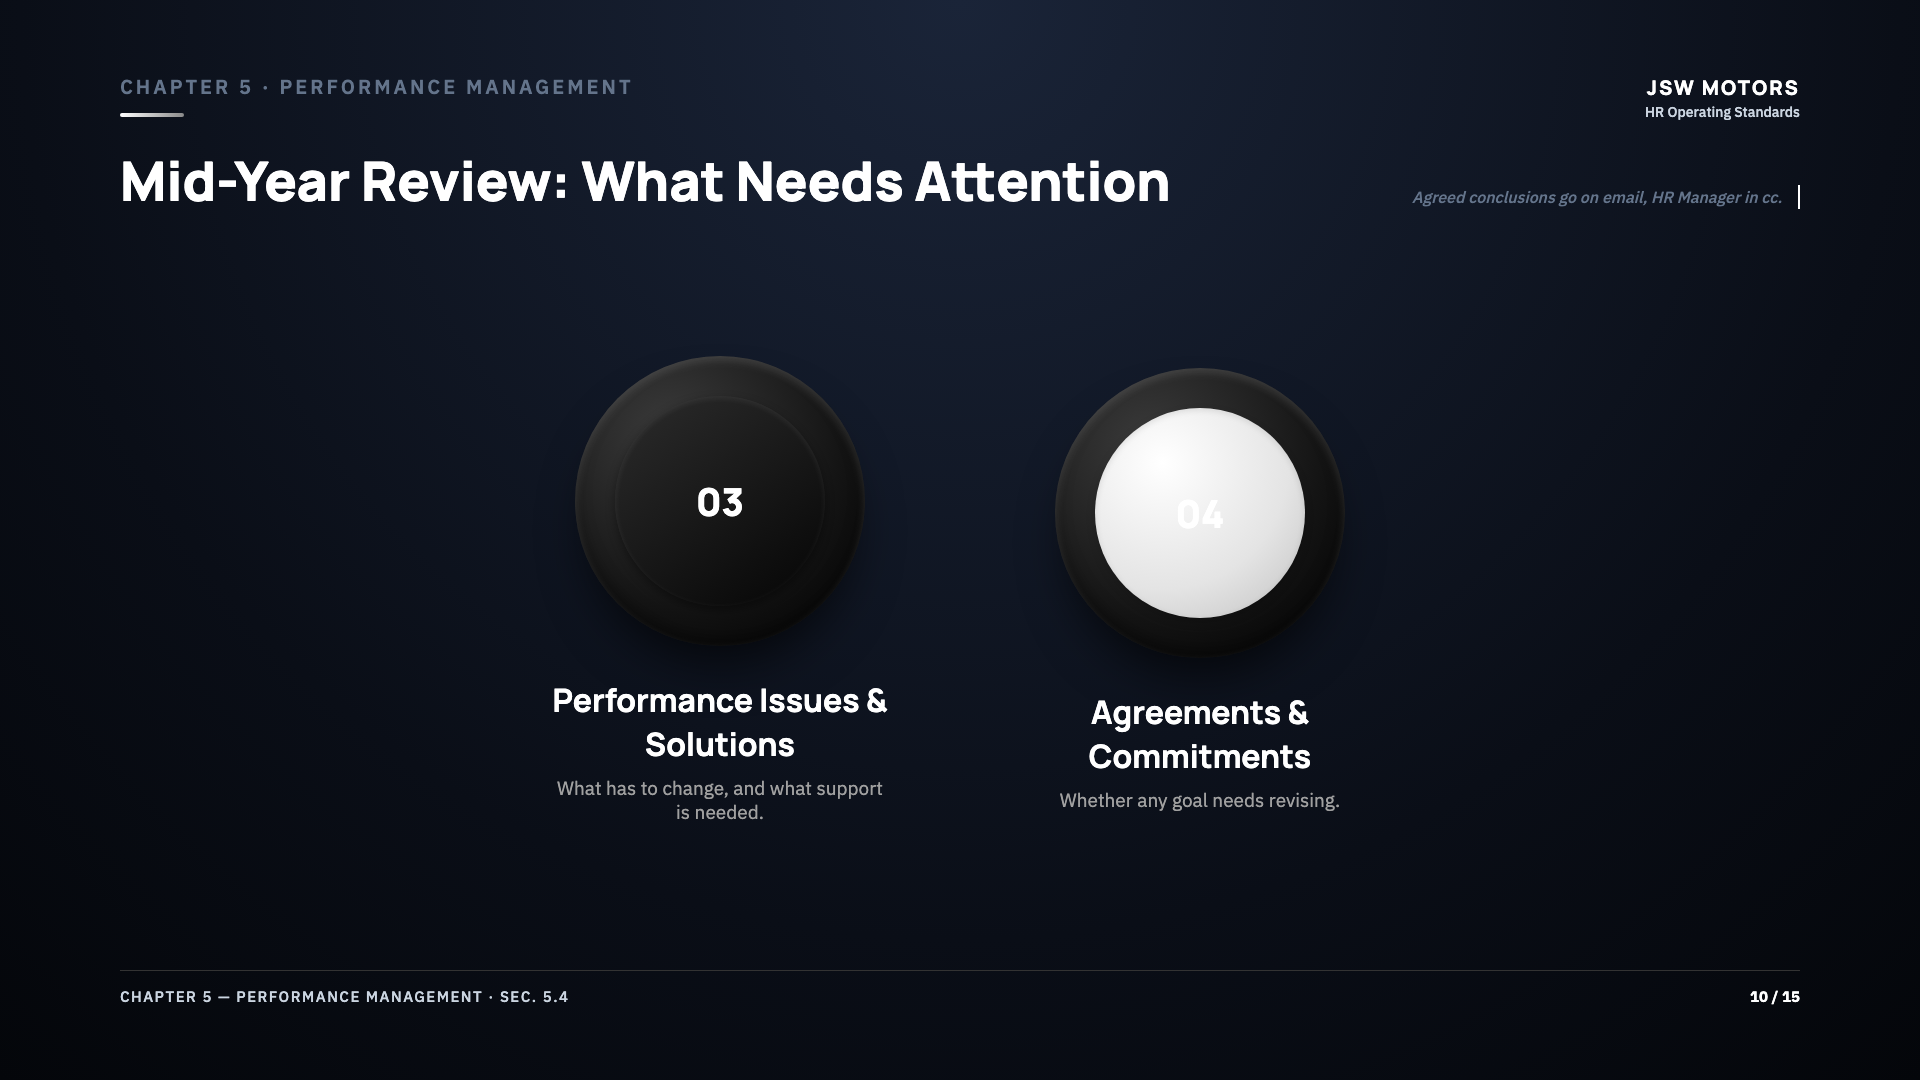 CHAPTER 5 · PERFORMANCE MANAGEMENT
JSW MOTORS
HR Operating Standards
Mid-Year Review: What Needs Attention
Agreed conclusions go on email, HR Manager in cc.
03
Performance Issues &
Solutions
What has to change, and what support
is needed.
04
Agreements &
Commitments
Whether any goal needs revising.
CHAPTER 5 — PERFORMANCE MANAGEMENT · SEC. 5.4
10 / 15